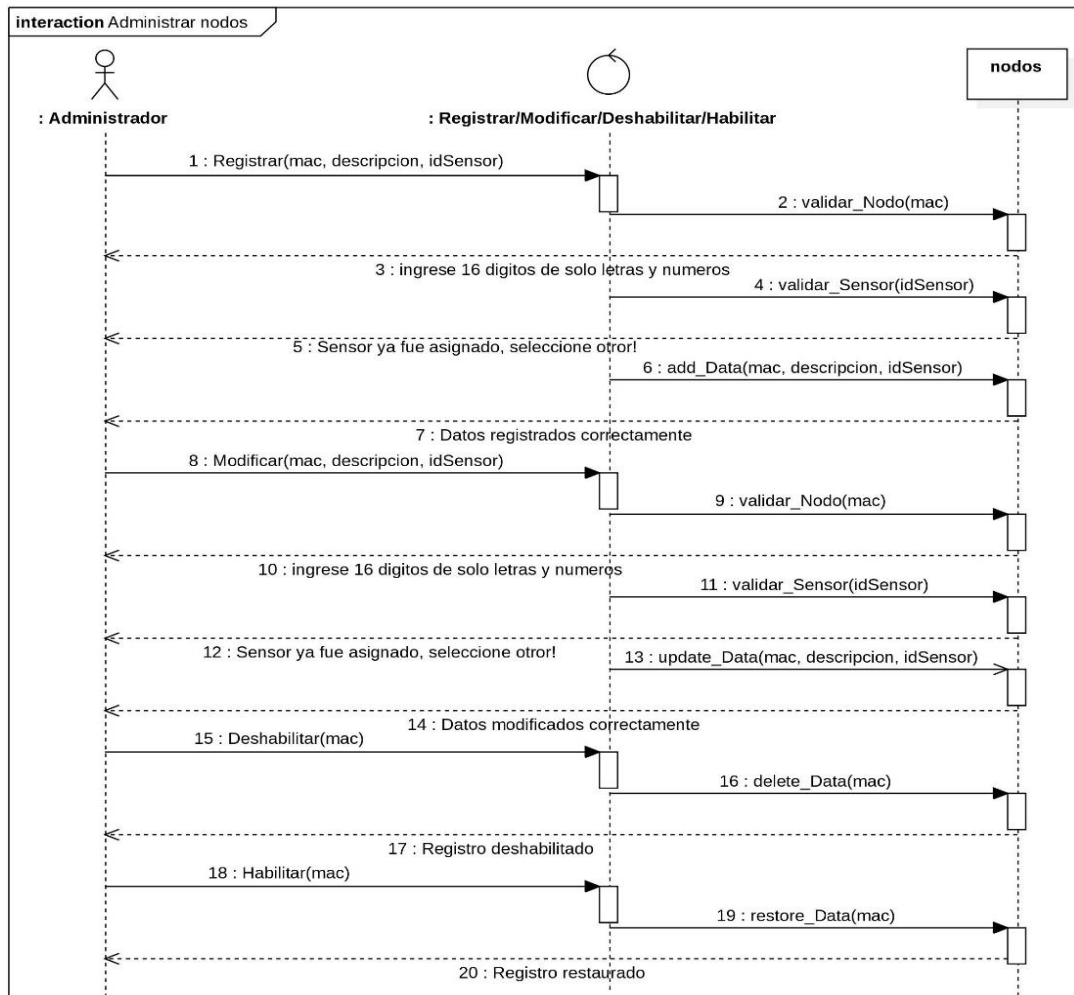 interaction Administrar nodos
nodos
: Administrador
: Registrar/Modificar/Deshabilitar/Habilitar
1 : Registrar(mac, descripcion, idSensor)
2 : validar_Nodo(mac)
3 : ingrese 16 digitos de solo letras y numeros
4 : validar_Sensor(idSensor)
5 : Sensor ya fue asignado, seleccione otror!
6 : add_Data(mac, descripcion, idSensor)
7 : Datos registrados correctamente
8 : Modificar(mac, descripcion, idSensor)
9 : validar_Nodo(mac)
10 : ingrese 16 digitos de solo letras y numeros
11 : validar_Sensor(idSensor)
12 : Sensor ya fue asignado, seleccione otror!
13 : update_Data(mac, descripcion, idSensor)
14 : Datos modificados correctamente
15 : Deshabilitar(mac)
16 : delete_Data(mac)
17 : Registro deshabilitado
18 : Habilitar(mac)
19 : restore_Data(mac)
20 : Registro restaurado